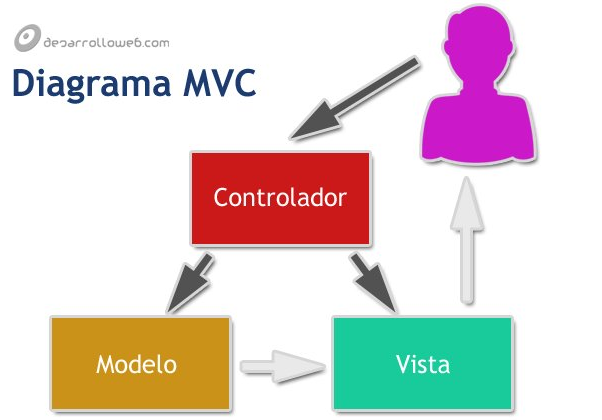 desarrolloweb.com
Diagrama MVC
Controlador
Modelo
Vista